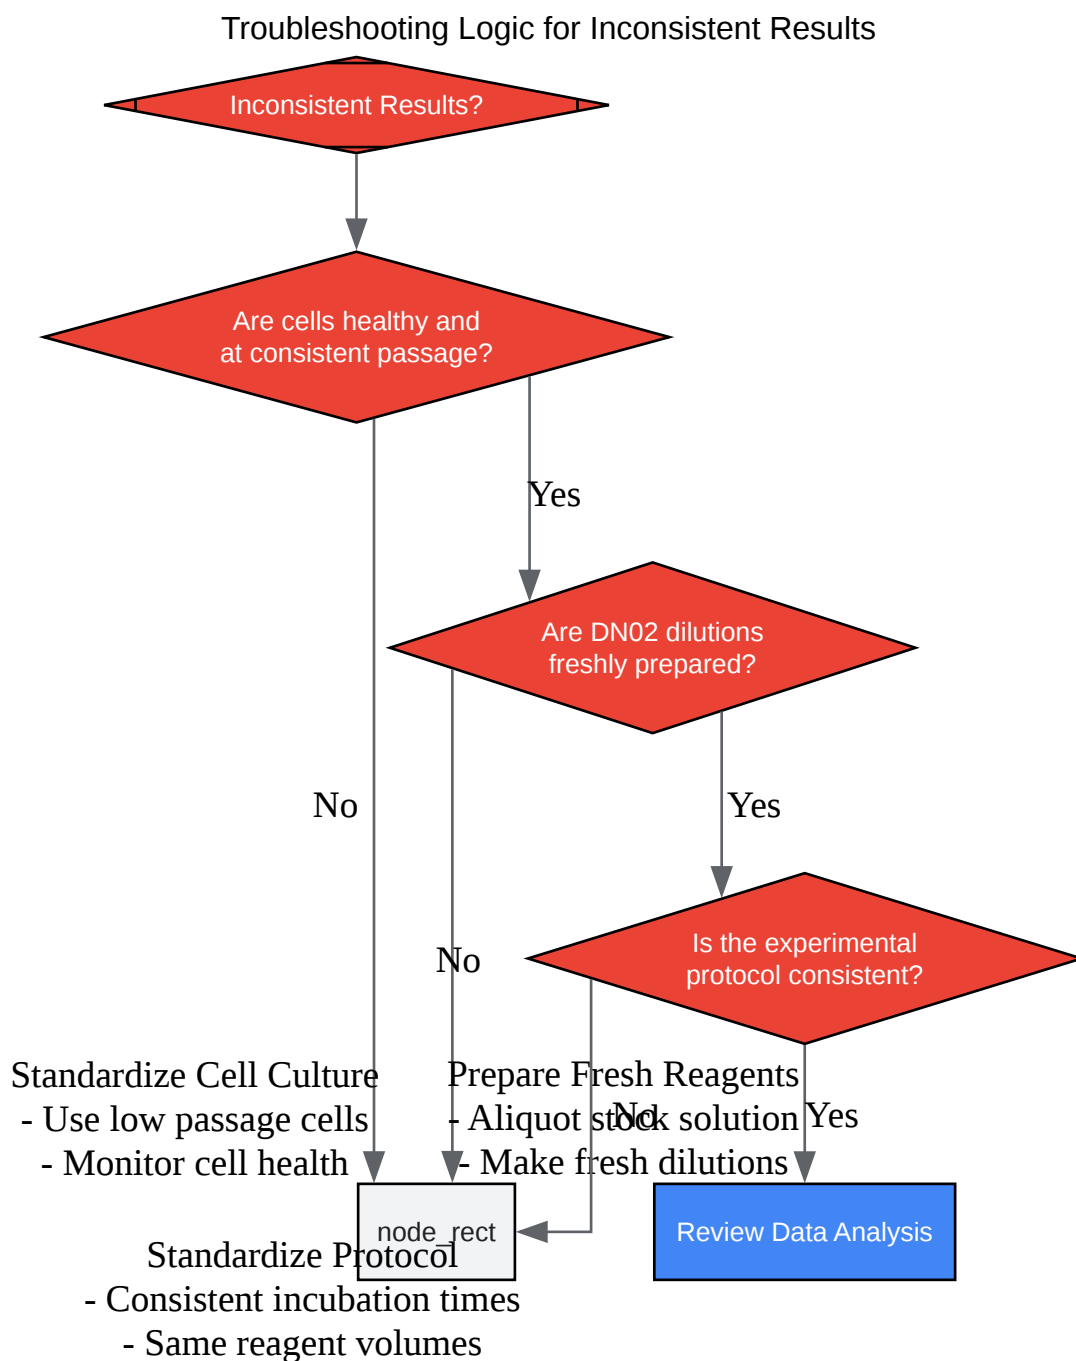 Troubleshooting Logic for Inconsistent Results
Inconsistent Results?
Are cells healthy and
at consistent passage?
Yes
Are DN02 dilutions
freshly prepared?
No
Yes
Is the experimental
protocol consistent?
No
Standardize Cell Culture
- Use low passage cells
- Monitor cell health
Prepare Fresh Reagents
- Aliquot stock solution
- Make fresh dilutions
No
Yes
node_rect
Review Data Analysis
Standardize Protocol
- Consistent incubation times
- Same reagent volumes